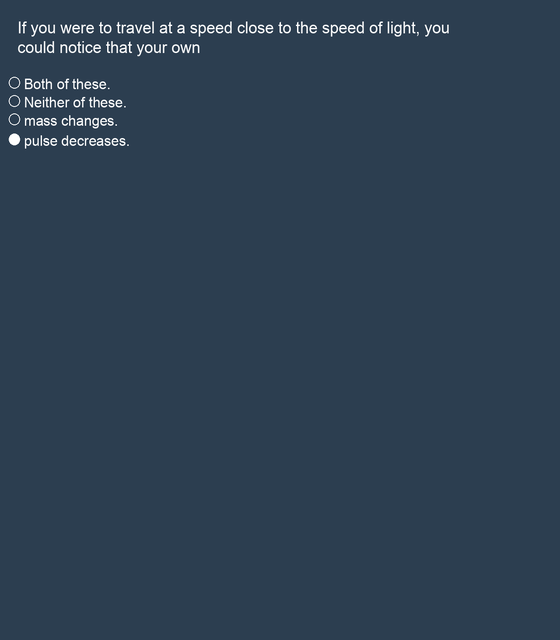 If you were to travel at a speed close to the speed of light, you
could notice that your own
Both of these.
Neither of these.
mass changes.
pulse decreases.